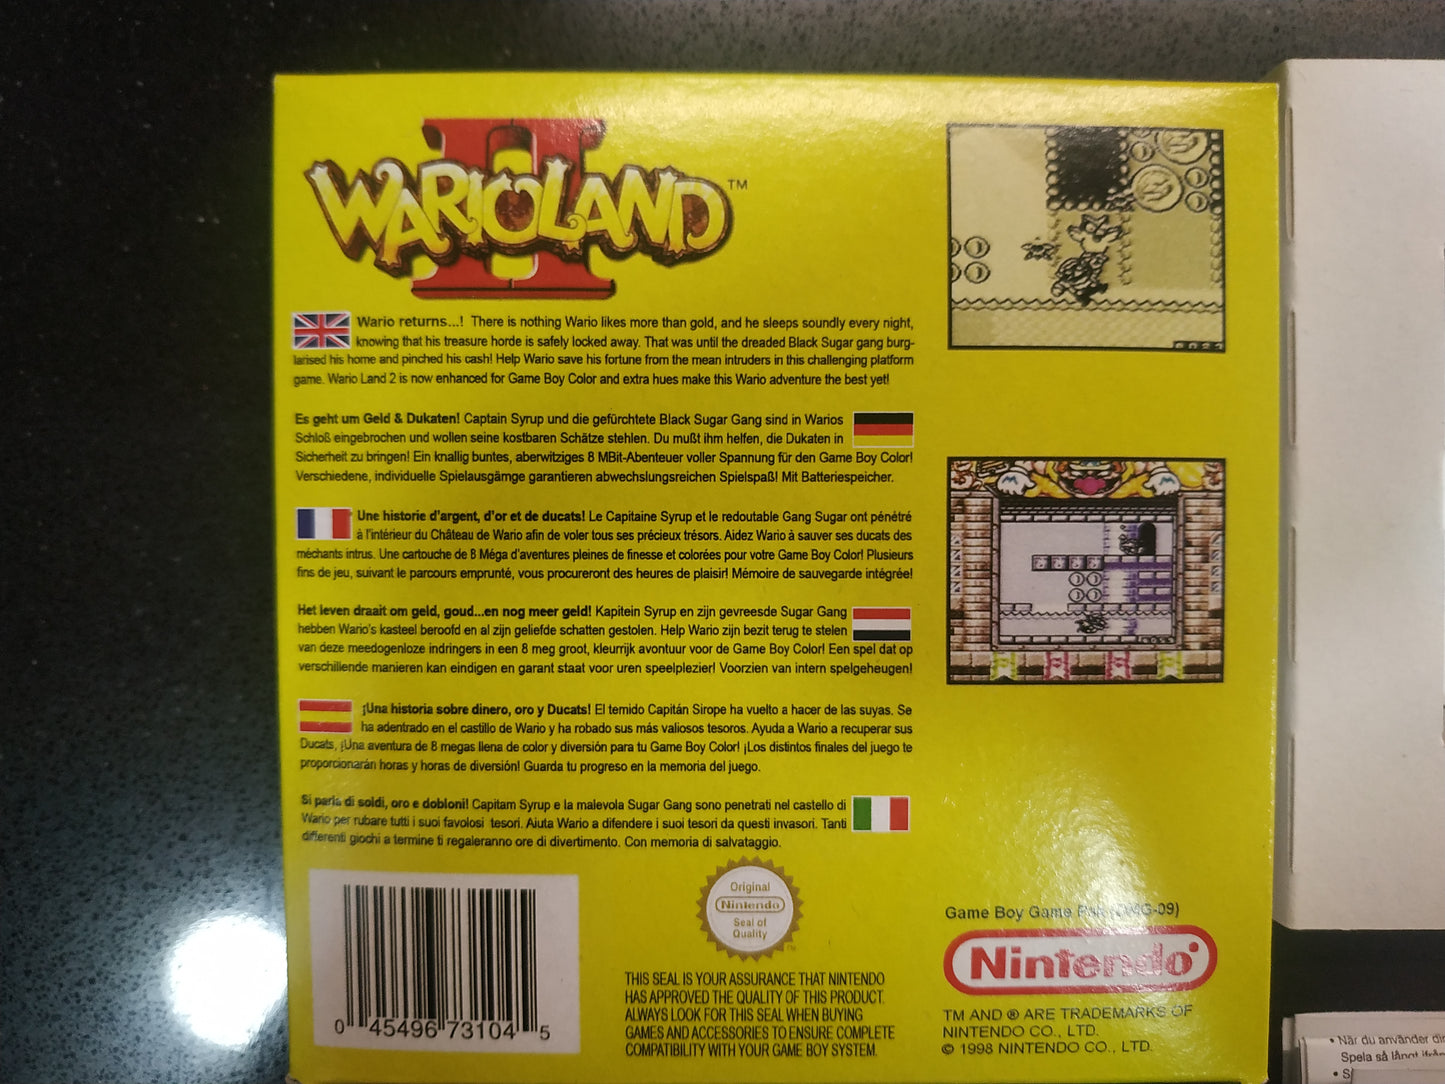 II
WARIOLAND™
Wario returns...! There is nothing Wario likes more than gold, and he sleeps soundly every night,
knowing that his treasure horde is safely locked away. That was until the dreaded Black Sugar gang burg-
larised his home and pinched his cash! Help Wario save his fortune from the mean intruders in this challenging platform
game. Wario Land 2 is now enhanced for Game Boy Color and extra hues make this Wario adventure the best yet!
Es geht um Geld & Dukaten! Captain Syrup und die gefürchtete Black Sugar Gang sind in Warios
Schloß eingebrochen und wollen seine kostbaren Schätze stehlen. Du mußt ihm helfen, die Dukaten in
Sicherheit zu bringen! Ein knallig buntes, aberwitziges 8 MBit-Abenteuer voller Spannung für den Game Boy Color!
Verschiedene, individuelle Spielausgämge garantieren abwechslungsreichen Spielspaß! Mit Batteriespeicher.
Une historie d'argent, d'or et de ducats! Le Capitaine Syrup et le redoutable Gang Sugar ont pénétré
à l'intérieur du Château de Wario afin de voler tous ses précieux trésors. Aidez Wario à sauver ses ducats des
méchants intrus. Une cartouche de 8 Méga d'aventures pleines de finesse et colorées pour votre Game Boy Color! Plusieurs
fins de jeu, suivant le parcours emprunté, vous procureront des heures de plaisir! Mémoire de sauvegarde intégrée!
Het leven draait om geld, goud...en nog meer geld! Kapitein Syrup en zijn gevreesde Sugar Gang
hebben Wario's kasteel beroofd en al zijn geliefde schatten gestolen. Help Wario zijn bezit terug te stelen
van deze meedogenloze indringers in een 8 meg groot, kleurrijk avontuur voor de Game Boy Color! Een spel dat op
verschillende manieren kan eindigen en garant staat voor uren speelplezier! Voorzien van intern spelgeheugen!
¡Una historia sobre dinero, oro y Ducats! El temido Capitán Sirope ha vuelto a hacer de las suyas. Se
ha adentrado en el castillo de Wario y ha robado sus más valiosos tesoros. Ayuda a Wario a recuperar sus
Ducats, ¡Una aventura de 8 megas llena de color y diversión para tu Game Boy Color! ¡Los distintos finales del juego te
proporcionarán horas y horas de diversión! Guarda tu progreso en la memoria del juego.
Si parla di soldi, oro e dobloni! Capitam Syrup e la malevola Sugar Gang sono penetrati nel castello di
Wario per rubare tutti i suoi favolosi tesori. Aiuta Wario a difendere i suoi tesori da questi invasori. Tanti
differenti giochi a termine ti regaleranno ore di divertimento. Con memoria di salvataggio.
0 45496 73104 5
Original
Nintendo
Seal of
Quality
THIS SEAL IS YOUR ASSURANCE THAT NINTENDO
HAS APPROVED THE QUALITY OF THIS PRODUCT.
ALWAYS LOOK FOR THIS SEAL WHEN BUYING
GAMES AND ACCESSORIES TO ENSURE COMPLETE
COMPATIBILITY WITH YOUR GAME BOY SYSTEM.
Game Boy Game Pak (DMG-09)
Nintendo®
TM AND ® ARE TRADEMARKS OF
NINTENDO CO., LTD.
© 1998 NINTENDO CO., LTD.
• När du använder
Spela så långt